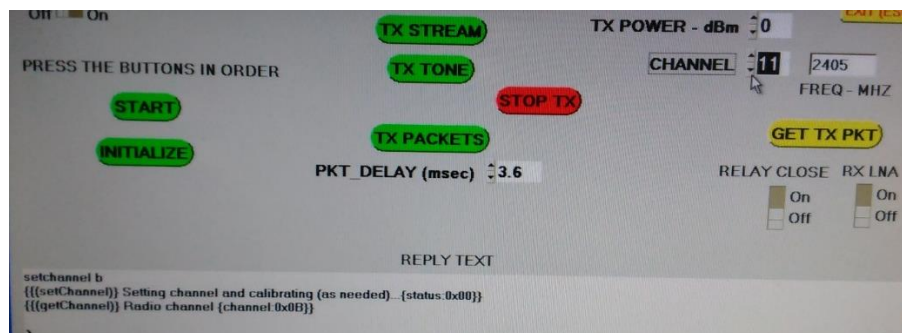 Off On
TX STREAM
TX POWER - dBm 0
EXIT (ES
PRESS THE BUTTONS IN ORDER
TX TONE
CHANNEL 11 2405
FREQ - MHZ
START
STOP TX
INITIALIZE
TX PACKETS
GET TX PKT
PKT_DELAY (msec) 3.6
RELAY CLOSE RX LNA
On On
Off Off
REPLY TEXT
setchannel b
{{(setChannel)} Setting channel and calibrating (as needed)...{status:0x00}}
{{(getChannel)} Radio channel {channel:0x0B}}